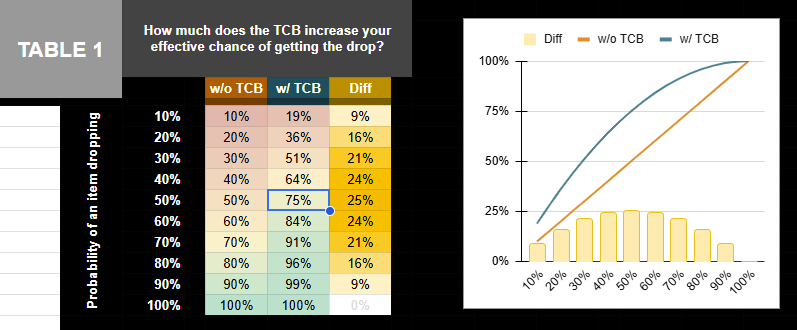 TABLE 1
How much does the TCB increase your
effective chance of getting the drop?
w/o TCB w/ TCB Diff
Probability of an item dropping
10% 10% 19% 9%
20% 20% 36% 16%
30% 30% 51% 21%
40% 40% 64% 24%
50% 50% 75% 25%
60% 60% 84% 24%
70% 70% 91% 21%
80% 80% 96% 16%
90% 90% 99% 9%
100% 100% 100% 0%
Diff w/o TCB w/ TCB
100%
75%
50%
25%
0%
10% 20% 30% 40% 50% 60% 70% 80% 90% 100%